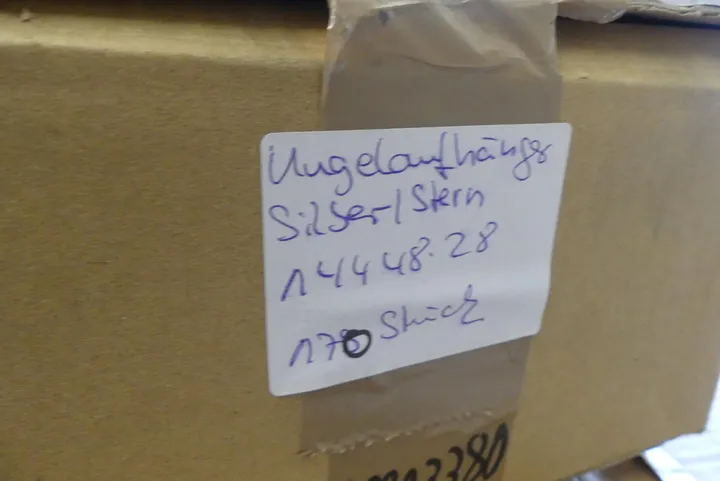 Kugelaufhänger
Silber/Stern
14448.28
170 Stück
3380